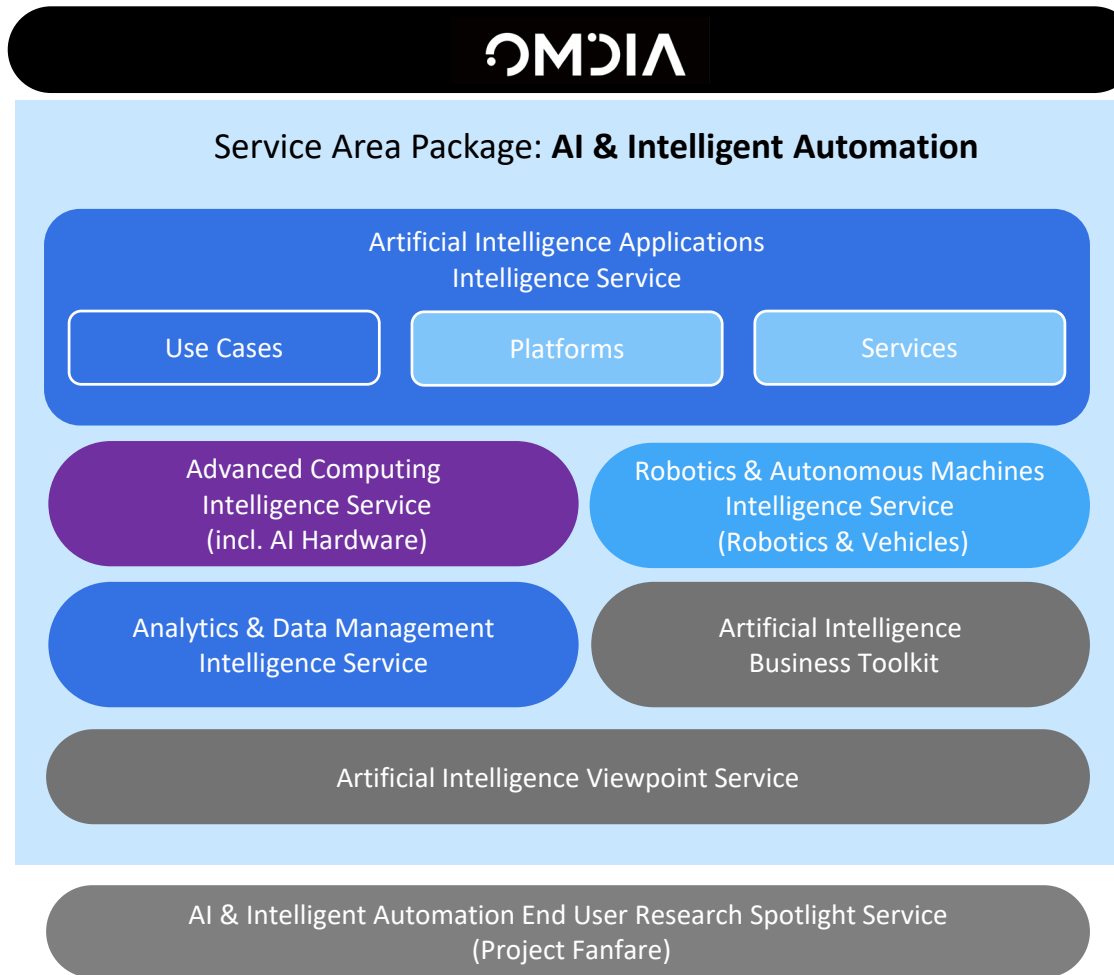 OMDIA
Service Area Package: AI & Intelligent Automation
Artificial Intelligence Applications
Intelligence Service
Use Cases
Platforms
Services
Advanced Computing
Intelligence Service
(incl. AI Hardware)
Robotics & Autonomous Machines
Intelligence Service
(Robotics & Vehicles)
Analytics & Data Management
Intelligence Service
Artificial Intelligence
Business Toolkit
Artificial Intelligence Viewpoint Service
AI & Intelligent Automation End User Research Spotlight Service
(Project Fanfare)